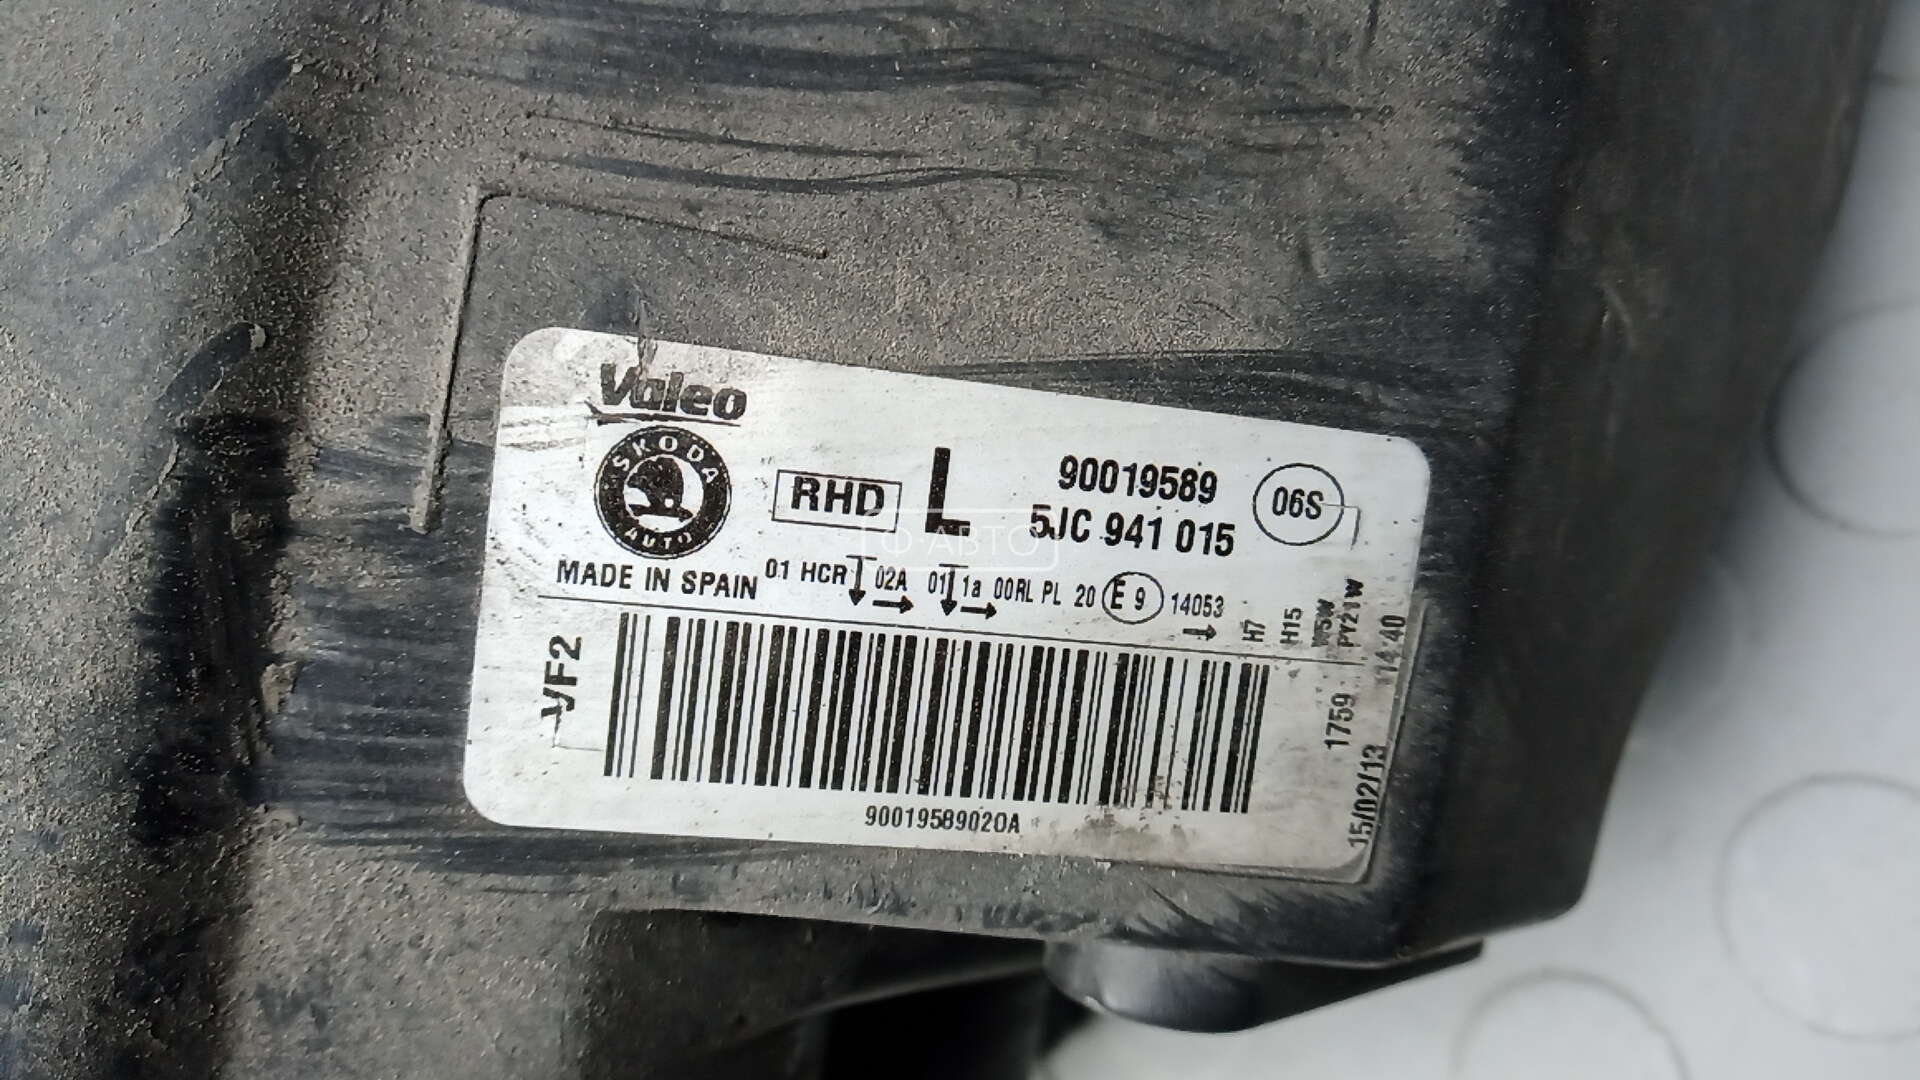 Valeo
SKODA
AUTO
RHD L 90019589 06S
5JC 941 015
MADE IN SPAIN 01 HCR 02A 01 1a 00RL PL 20 E 9 14053
H7
H15
W5W
PY21W
VF2
1759
14:40
15/02/13
90019589020A
Ф-АВТО